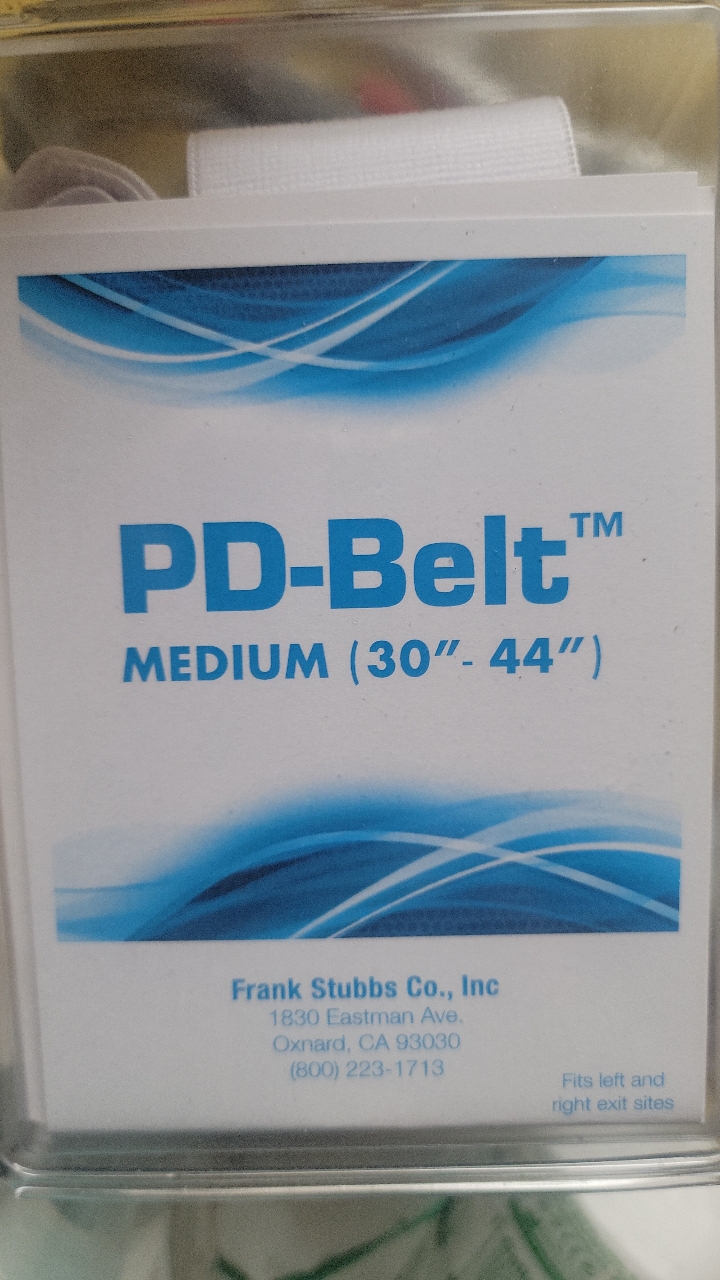 PD-Belt™
MEDIUM (30"- 44")
Frank Stubbs Co., Inc
1830 Eastman Ave.
Oxnard, CA 93030
(800) 223-1713
Fits left and
right exit sites